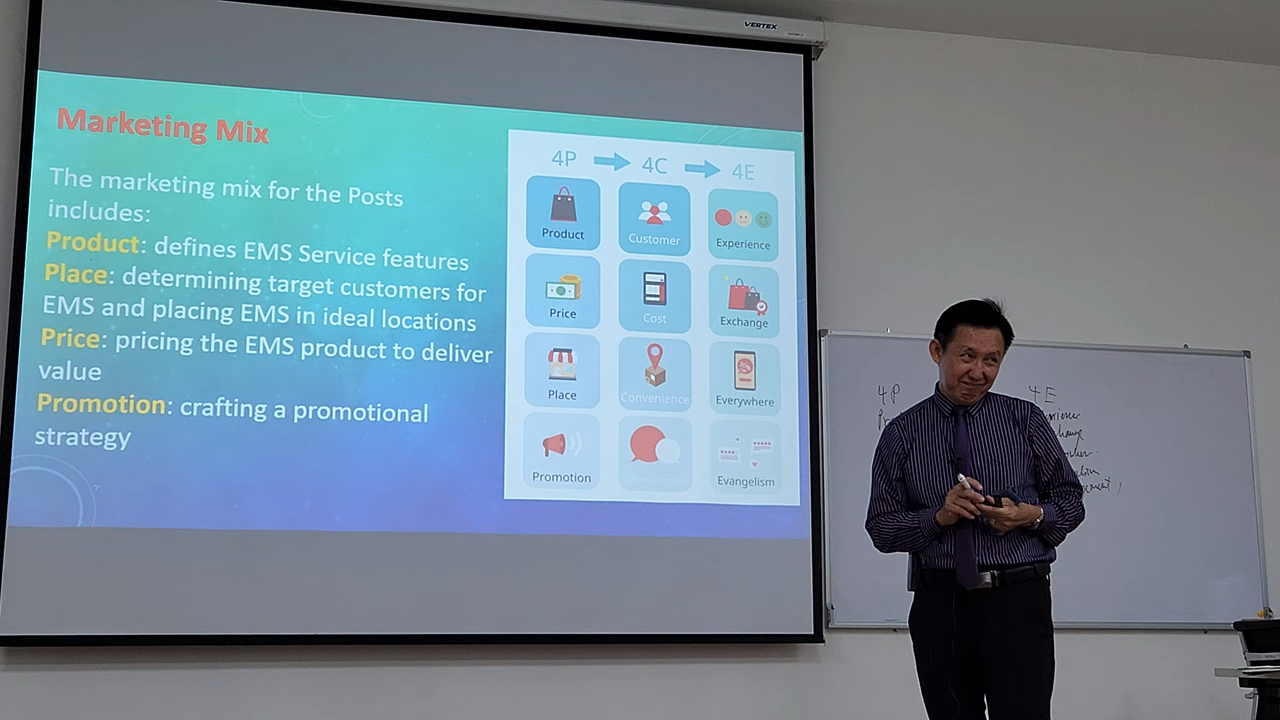 VERTEX
Marketing Mix
The marketing mix for the Posts
includes:
Product: defines EMS Service features
Place: determining target customers for
EMS and placing EMS in ideal locations
Price: pricing the EMS product to deliver
value
Promotion: crafting a promotional
strategy
4P 4C 4E
Product Customer Experience
Price Cost Exchange
Place Convenience Everywhere
Promotion Communication Evangelism
4P 4E